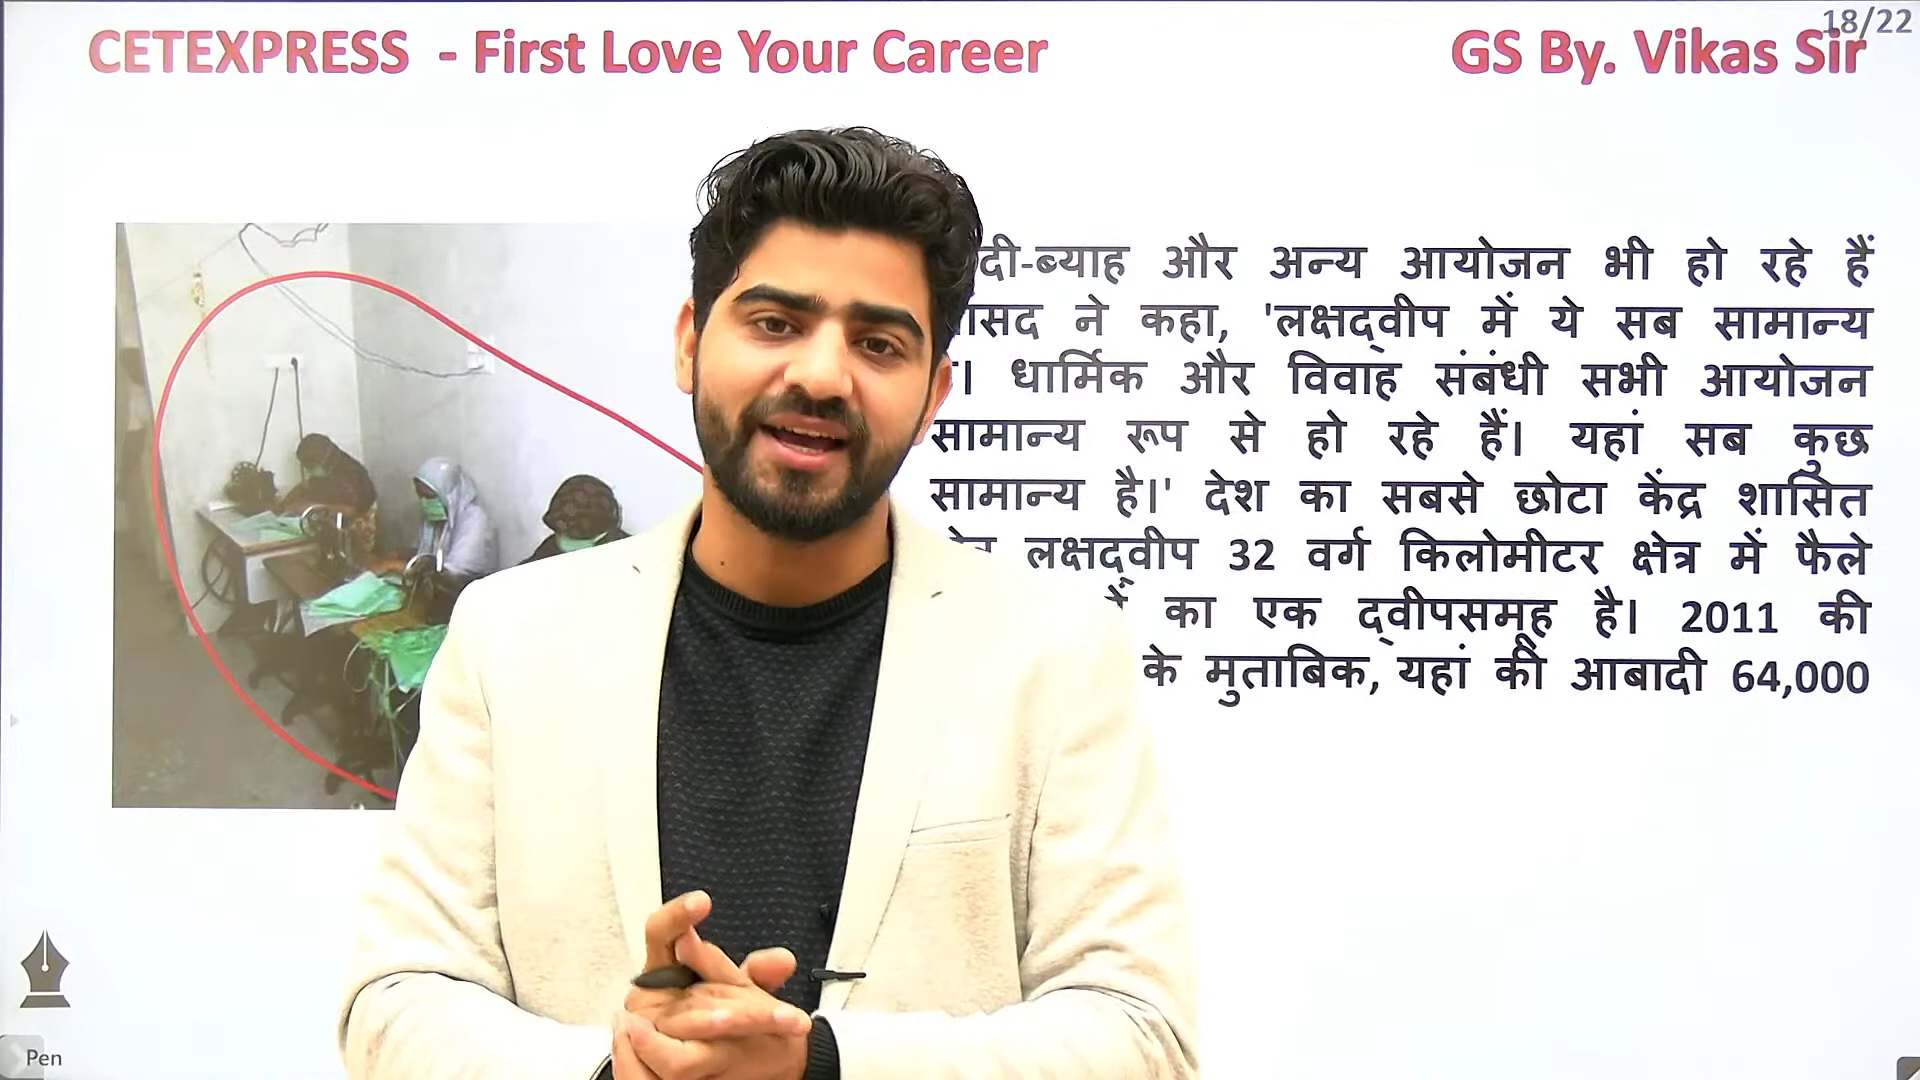 18/22
CETEXPRESS - First Love Your Career
GS By. Vikas Sir
और अन्य आयोजन भी हो रहे हैं
ने कहा, 'लक्षद्वीप में ये सब सामान्य
। धार्मिक और विवाह संबंधी सभी आयोजन
सामान्य रूप से हो रहे हैं। यहां सब कुछ
सामान्य है।' देश का सबसे छोटा केंद्र शासित
लक्षद्वीप 32 वर्ग किलोमीटर क्षेत्र में फैले
का एक द्वीपसमूह है। 2011 की
के मुताबिक, यहां की आबादी 64,000
Pen